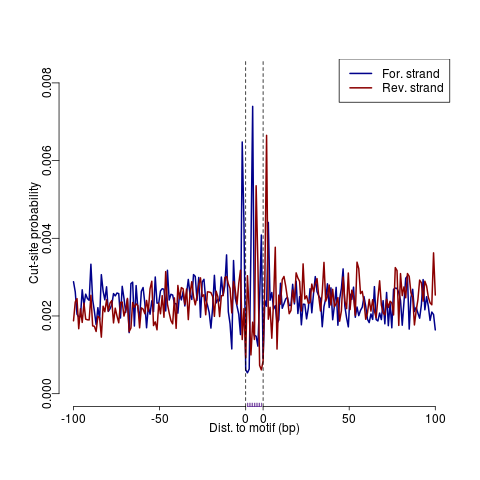 For. strand
Rev. strand
Cut-site probability
0.008
0.006
0.004
0.002
0.000
-100
-50
0
0
50
100
Dist. to motif (bp)